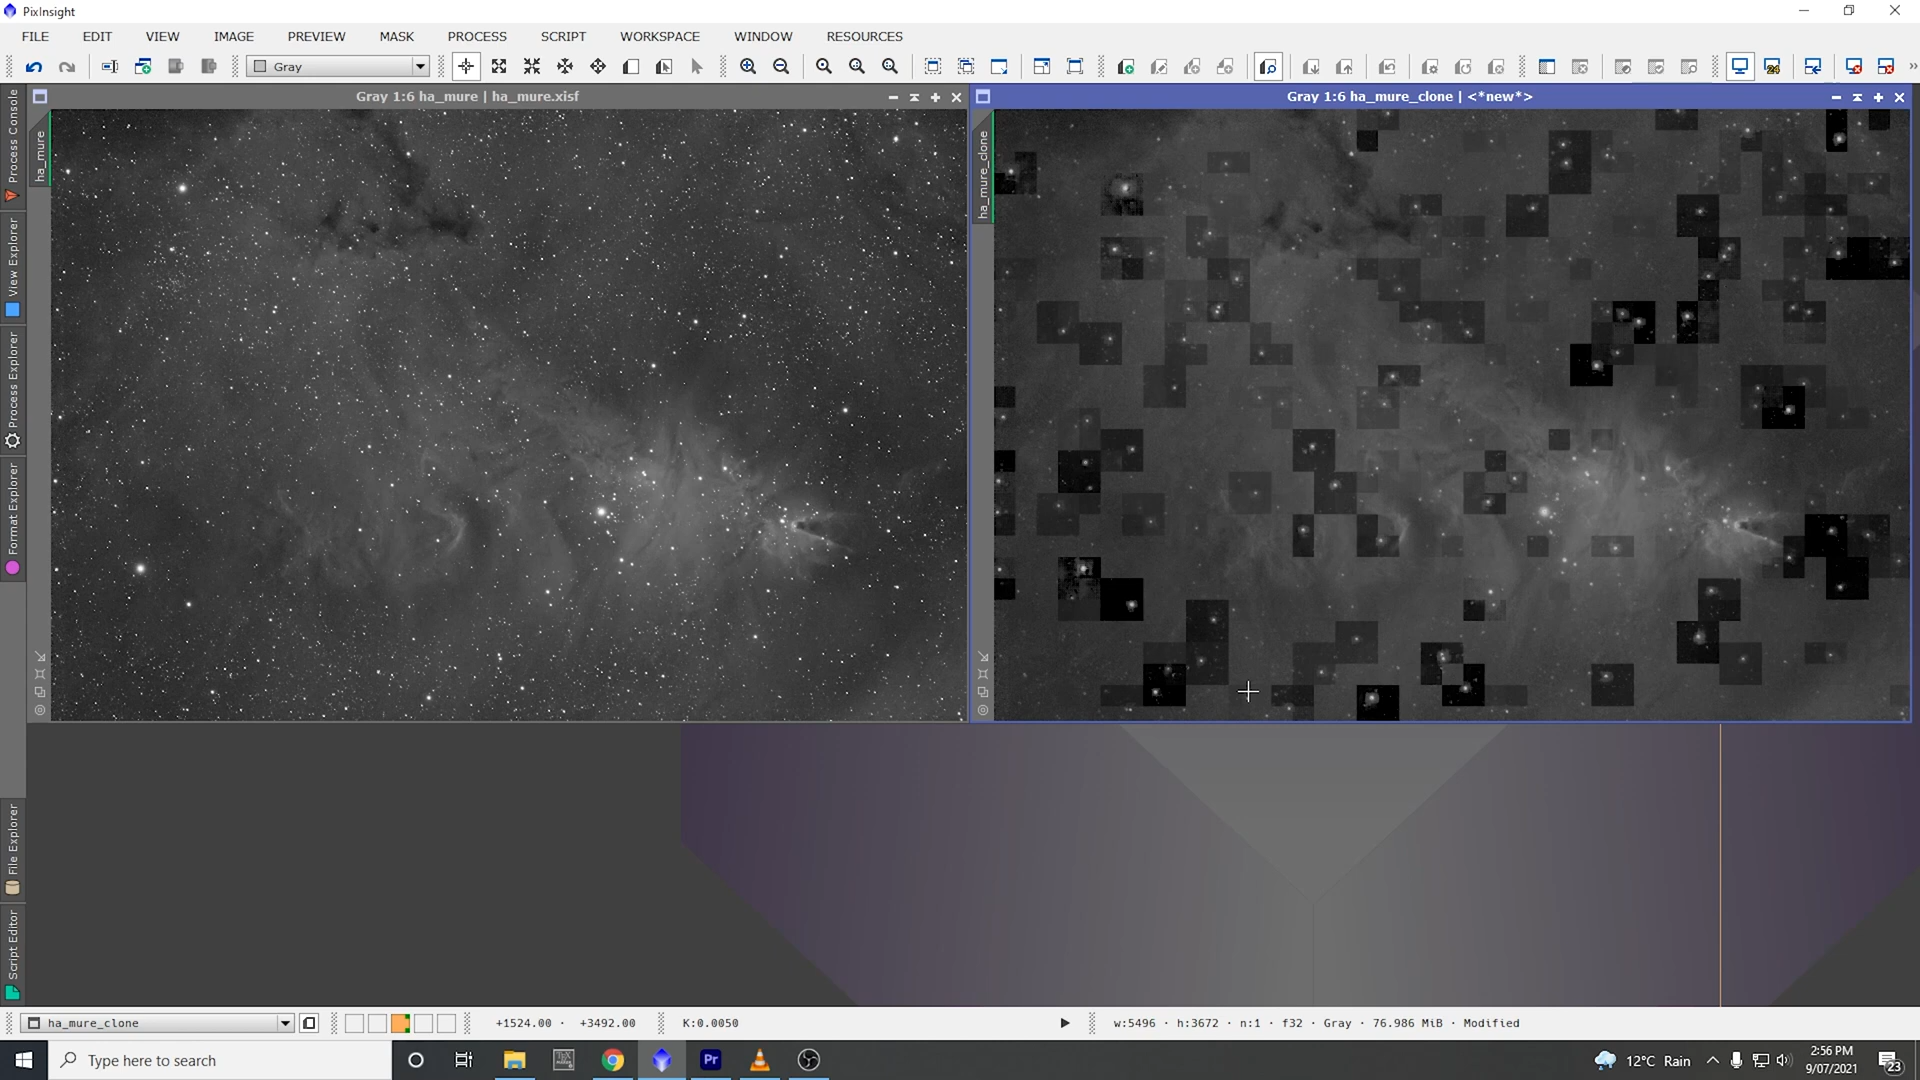 PixInsight
FILE EDIT VIEW IMAGE PREVIEW MASK PROCESS SCRIPT WORKSPACE WINDOW RESOURCES
Gray
24
Gray 1:6 ha_mure | ha_mure.xisf
Gray 1:6 ha_mure_clone | <*new*>
ha_mure
ha_mure_clone
Process Console
View Explorer
Process Explorer
Format Explorer
File Explorer
Script Editor
ha_mure_clone
+1524.00 · +3492.00
K:0.0050
w:5496 · h:3672 · n:1 · f32 · Gray · 76.986 MiB · Modified
Type here to search
Pr
12°C Rain
2:56 PM
9/07/2021
23